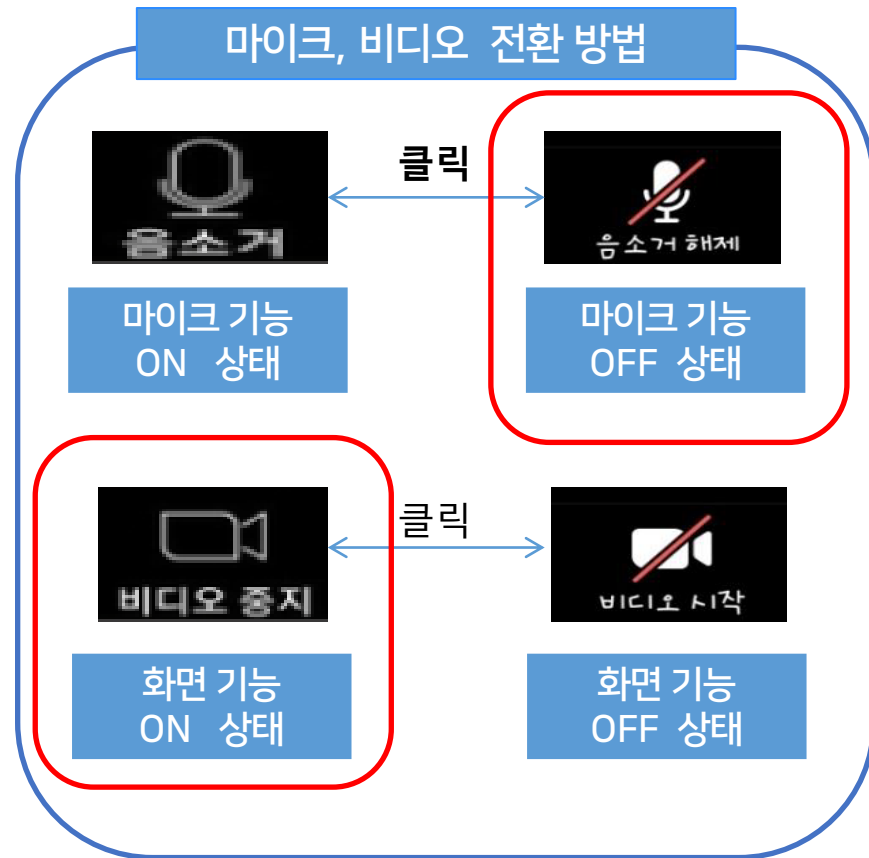 마이크, 비디오 전환 방법
음소거
클릭
음소거 해제
마이크 기능
ON 상태
마이크 기능
OFF 상태
비디오 중지
클릭
비디오 시작
화면 기능
ON 상태
화면 기능
OFF 상태